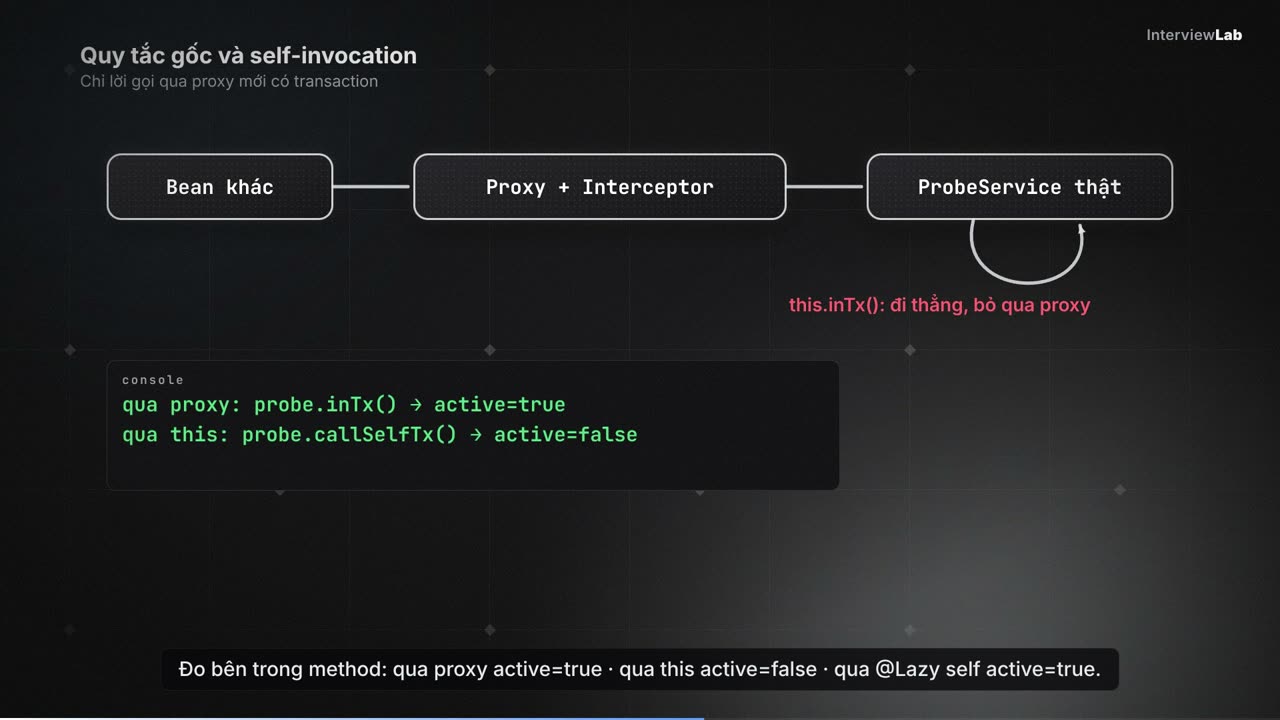 Quy tắc gốc và self-invocation
InterviewLab
Chỉ lời gọi qua proxy mới có transaction
Bean khác
Proxy + Interceptor
ProbeService thật
this.inTx(): đi thẳng, bỏ qua proxy
console
qua proxy: probe.inTx() → active=true
qua this: probe.callSelfTx() → active=false
Đo bên trong method: qua proxy active=true · qua this active=false · qua @Lazy self active=true.